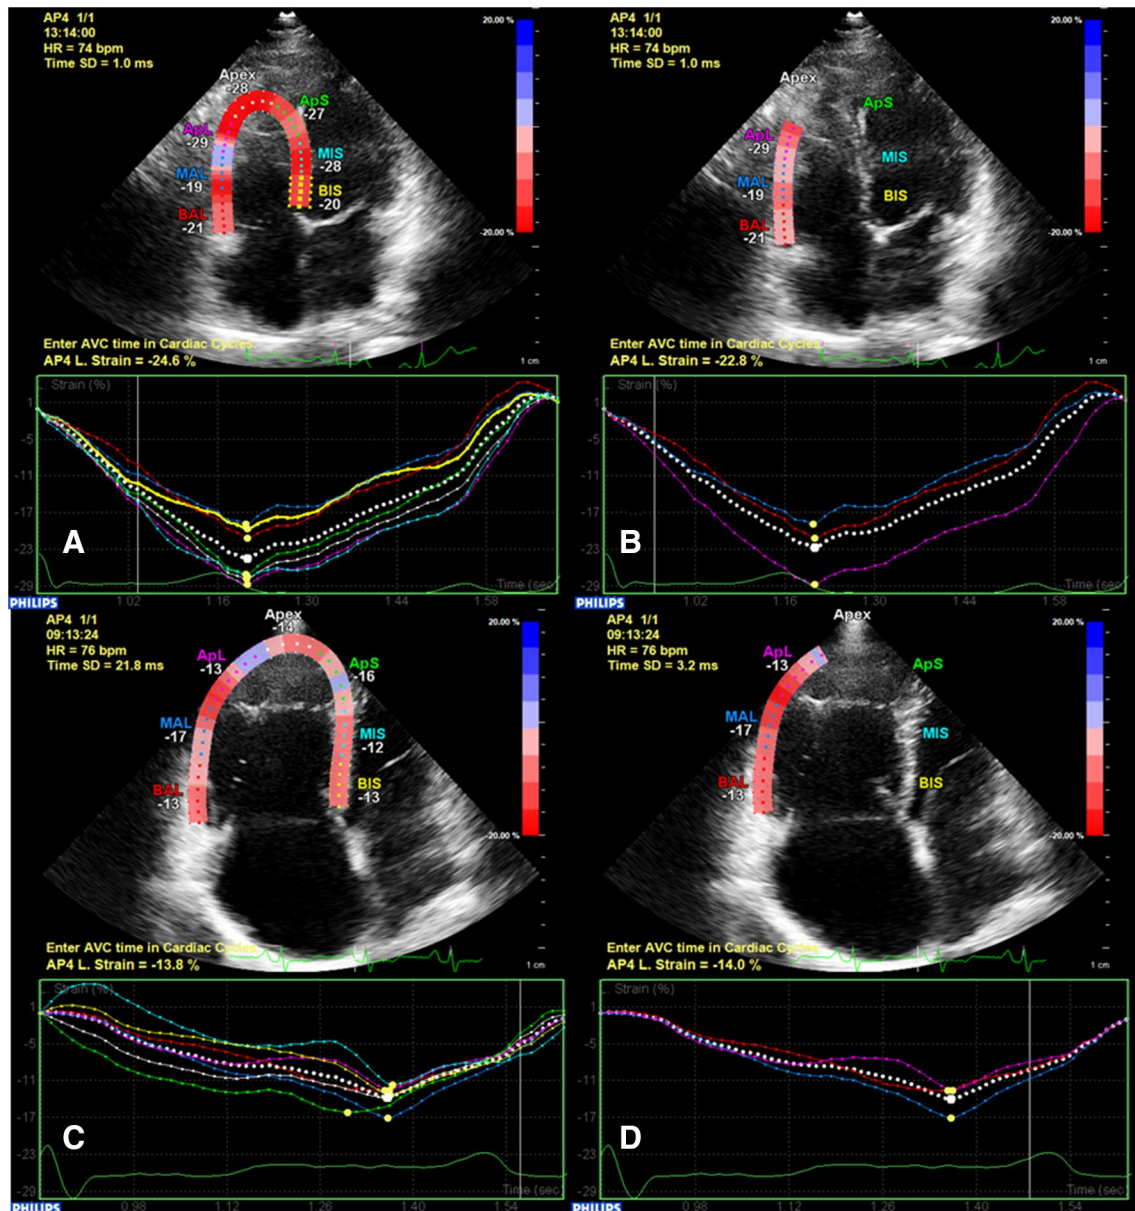 AP4 1/1
13:14:00
HR = 74 bpm
Time SD = 1.0 ms
20.00 %
Apex
-28
ApS
-27
ApL
-29
MIS
-28
MAL
-19
BIS
-20
BAL
-21
-20.00 %
Enter AVC time in Cardiac Cycles
AP4 L. Strain = -24.6 %
1 cm
Strain (%)
1
-5
-11
-17
-23
-29
A
Time (sec
PHILIPS
1.02 1.16 1.30 1.44 1.58
AP4 1/1
13:14:00
HR = 74 bpm
Time SD = 1.0 ms
20.00 %
Apex
ApS
ApL
-29
MIS
MAL
-19
BIS
BAL
-21
-20.00 %
Enter AVC time in Cardiac Cycles
AP4 L. Strain = -22.8 %
1 cm
Strain (%)
1
-5
-11
-17
-23
-29
B
Time (sec
PHILIPS
1.02 1.16 1.30 1.44 1.58
AP4 1/1
09:13:24
HR = 76 bpm
Time SD = 21.8 ms
20.00 %
Apex
-14
ApL
-13
ApS
-16
MAL
-17
MIS
-12
BAL
-13
BIS
-13
-20.00 %
Enter AVC time in Cardiac Cycles
AP4 L. Strain = -13.8 %
1 cm
Strain (%)
1
-5
-11
-17
-23
-29
C
Time (sec
PHILIPS
0.98 1.12 1.26 1.40 1.54
AP4 1/1
09:13:24
HR = 76 bpm
Time SD = 3.2 ms
20.00 %
Apex
ApL
-13
ApS
MAL
-17
MIS
BAL
-13
BIS
-20.00 %
Enter AVC time in Cardiac Cycles
AP4 L. Strain = -14.0 %
1 cm
Strain (%)
1
-5
-11
-17
-23
-29
D
Time (sec
PHILIPS
0.98 1.12 1.26 1.40 1.54